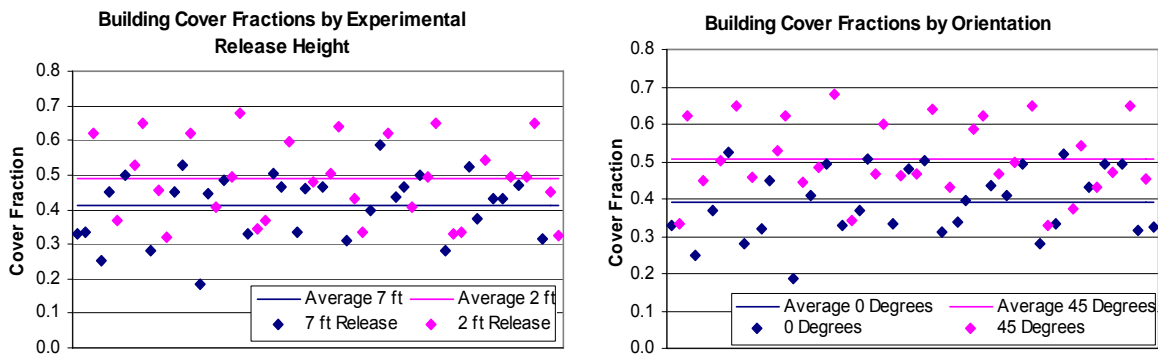 Building Cover Fractions by Experimental
Release Height
Cover Fraction
0.8
0.7
0.6
0.5
0.4
0.3
0.2
0.1
0.0
Average 7 ft
Average 2 ft
7 ft Release
2 ft Release
Building Cover Fractions by Orientation
Cover Fraction
0.8
0.7
0.6
0.5
0.4
0.3
0.2
0.1
0.0
Average 0 Degrees
Average 45 Degrees
0 Degrees
45 Degrees